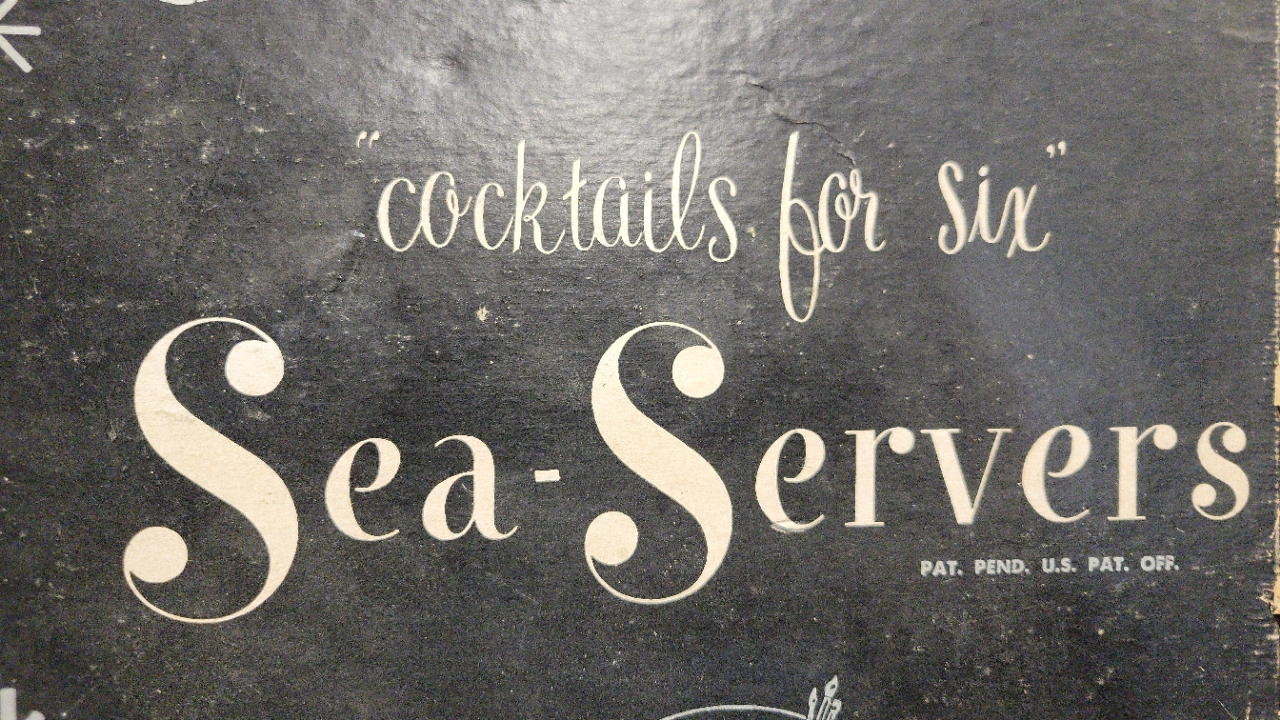 “cocktails for six”
Sea-Servers
PAT. PEND. U.S. PAT. OFF.